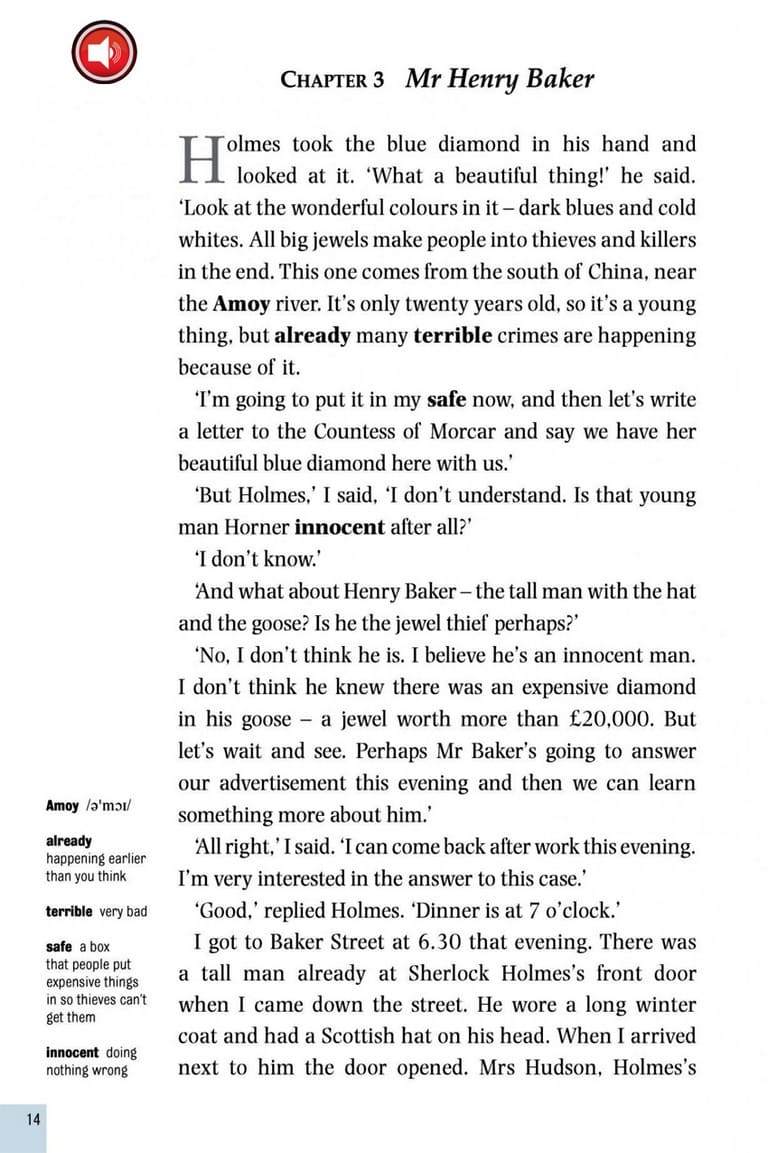 CHAPTER 3 Mr Henry Baker
Holmes took the blue diamond in his hand and
looked at it. ‘What a beautiful thing!’ he said.
‘Look at the wonderful colours in it – dark blues and cold
whites. All big jewels make people into thieves and killers
in the end. This one comes from the south of China, near
the Amoy river. It’s only twenty years old, so it’s a young
thing, but already many terrible crimes are happening
because of it.
‘I’m going to put it in my safe now, and then let’s write
a letter to the Countess of Morcar and say we have her
beautiful blue diamond here with us.’
‘But Holmes,’ I said, ‘I don’t understand. Is that young
man Horner innocent after all?’
‘I don’t know.’
‘And what about Henry Baker – the tall man with the hat
and the goose? Is he the jewel thief perhaps?’
‘No, I don’t think he is. I believe he’s an innocent man.
I don’t think he knew there was an expensive diamond
in his goose – a jewel worth more than £20,000. But
let’s wait and see. Perhaps Mr Baker’s going to answer
our advertisement this evening and then we can learn
something more about him.’
‘All right,’ I said. ‘I can come back after work this evening.
I’m very interested in the answer to this case.’
‘Good,’ replied Holmes. ‘Dinner is at 7 o’clock.’
I got to Baker Street at 6.30 that evening. There was
a tall man already at Sherlock Holmes’s front door
when I came down the street. He wore a long winter
coat and had a Scottish hat on his head. When I arrived
next to him the door opened. Mrs Hudson, Holmes’s
Amoy /ə'mɔɪ/
already
happening earlier
than you think
terrible very bad
safe a box
that people put
expensive things
in so thieves can’t
get them
innocent doing
nothing wrong
14